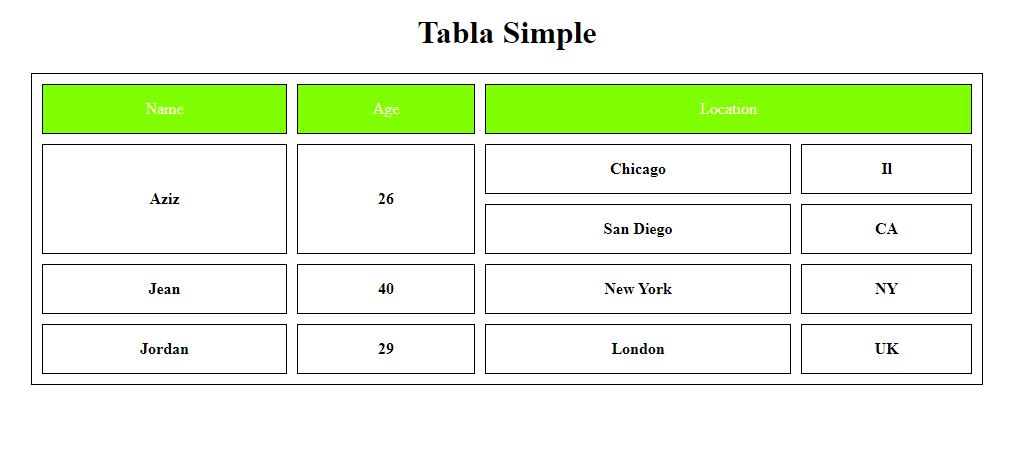 Tabla Simple
Name Age Location
Aziz 26 Chicago Il
San Diego CA
Jean 40 New York NY
Jordan 29 London UK